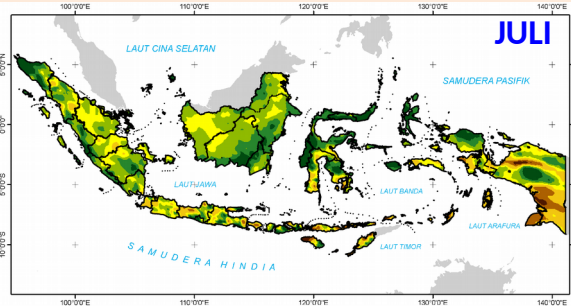 JULI
100°0'0"E 110°0'0"E 120°0'0"E 130°0'0"E 140°0'0"E
LAUT CINA SELATAN
SAMUDERA PASIFIK
5°0'0"N
0°0'0"
5°0'0"S
10°0'0"S
LAUT JAWA
LAUT BANDA
LAUT ARAFURA
LAUT TIMOR
SAMUDERA HINDIA
100°0'0"E 110°0'0"E 120°0'0"E 130°0'0"E 140°0'0"E